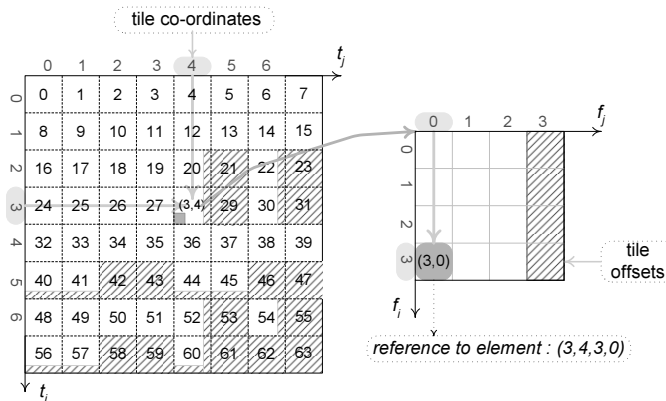 tile co-ordinates
t_j
0 1 2 3 4 5 6
0 0 1 2 3 4 5 6 7
1 8 9 10 11 12 13 14 15
2 16 17 18 19 20 21 22 23
3 24 25 26 27 (3,4) 29 30 31
4 32 33 34 35 36 37 38 39
5 40 41 42 43 44 45 46 47
6 48 49 50 51 52 53 54 55
56 57 58 59 60 61 62 63
t_i
f_j
0 1 2 3
0
1
2
3 (3,0)
f_i
tile
offsets
reference to element : (3,4,3,0)